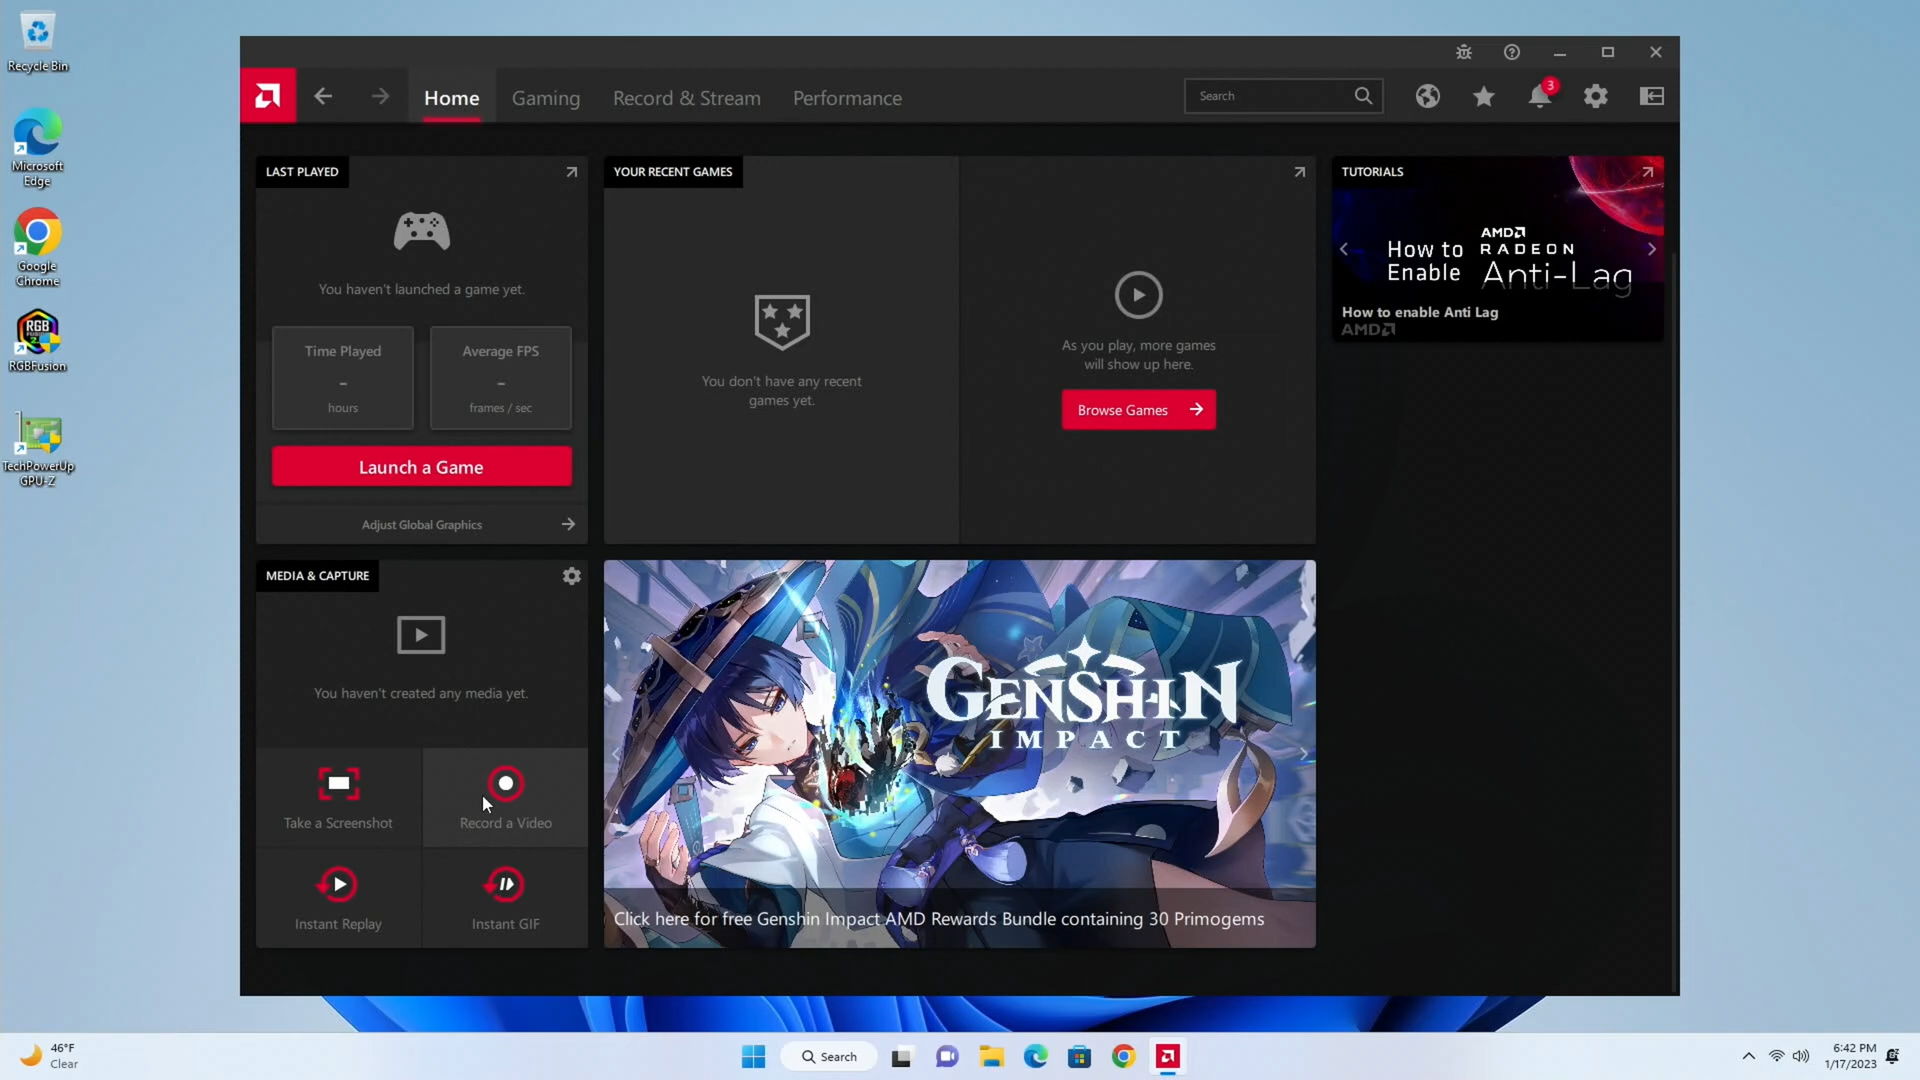 Recycle Bin
Microsoft
Edge
Google
Chrome
RGB
RGBFusion
TechPowerUp
GPU-Z
Home
Gaming
Record & Stream
Performance
Search
3
LAST PLAYED
You haven't launched a game yet.
Time Played
-
hours
Average FPS
-
frames / sec
Launch a Game
Adjust Global Graphics
YOUR RECENT GAMES
You don't have any recent
games yet.
As you play, more games
will show up here.
Browse Games
TUTORIALS
How to
Enable
AMD
RADEON
Anti-Lag
How to enable Anti Lag
AMD
MEDIA & CAPTURE
You haven't created any media yet.
Take a Screenshot
Record a Video
Instant Replay
Instant GIF
GENSHIN
IMPACT
Click here for free Genshin Impact AMD Rewards Bundle containing 30 Primogems
46°F
Clear
Search
6:42 PM
1/17/2023